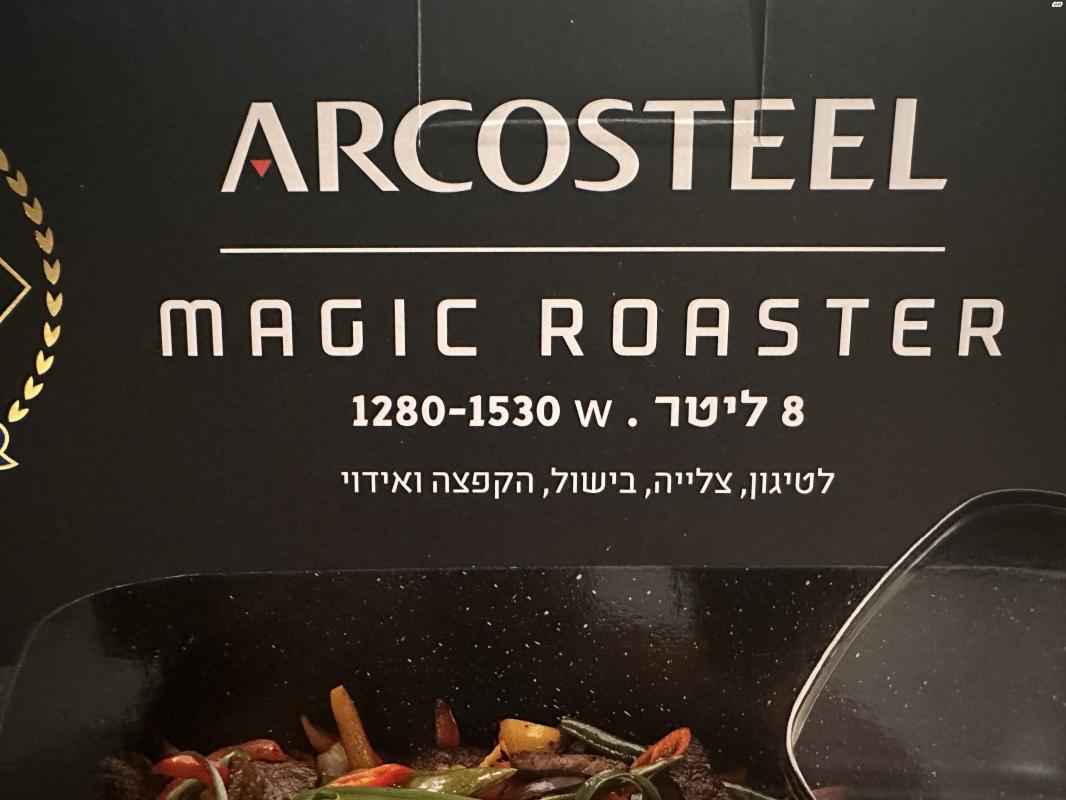 ARCOSTEEL
MAGIC ROASTER
8 ליטר . 1280-1530 W
לטיגון, צלייה, בישול, הקפצה ואידוי